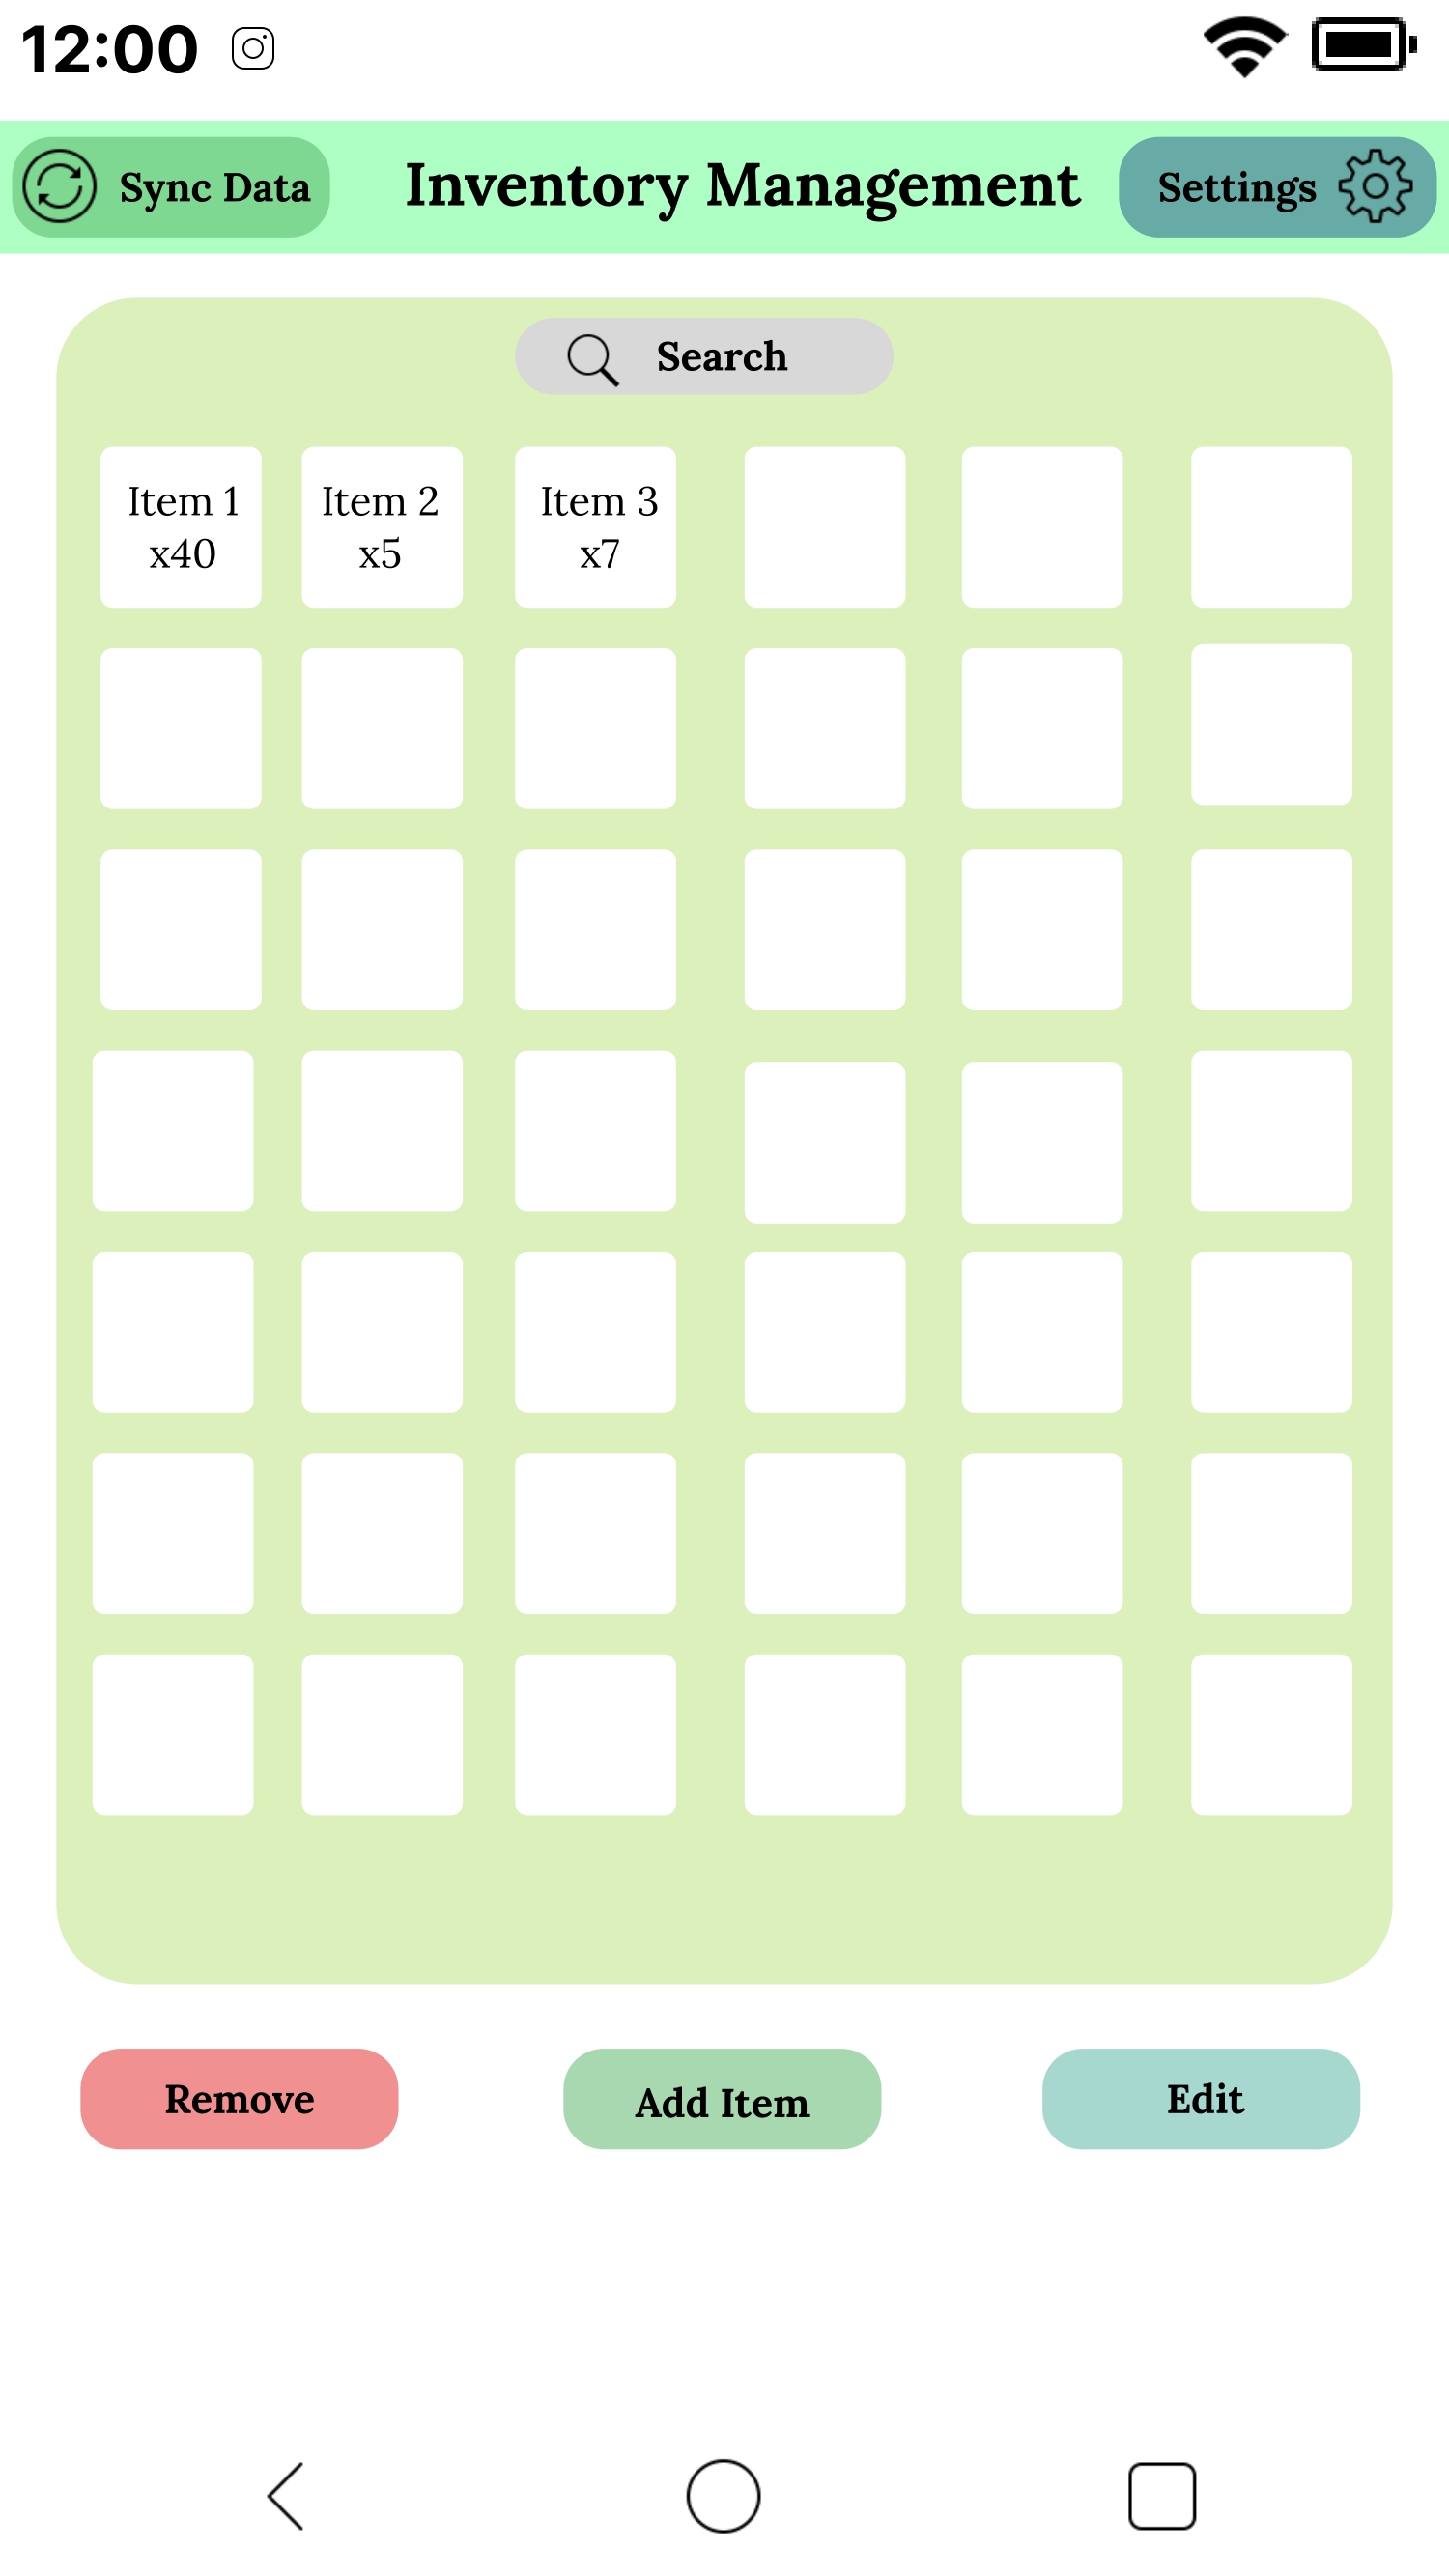 12:00
Sync Data
Inventory Management
Settings
Search
Item 1
x40
Item 2
x5
Item 3
x7
Remove
Add Item
Edit